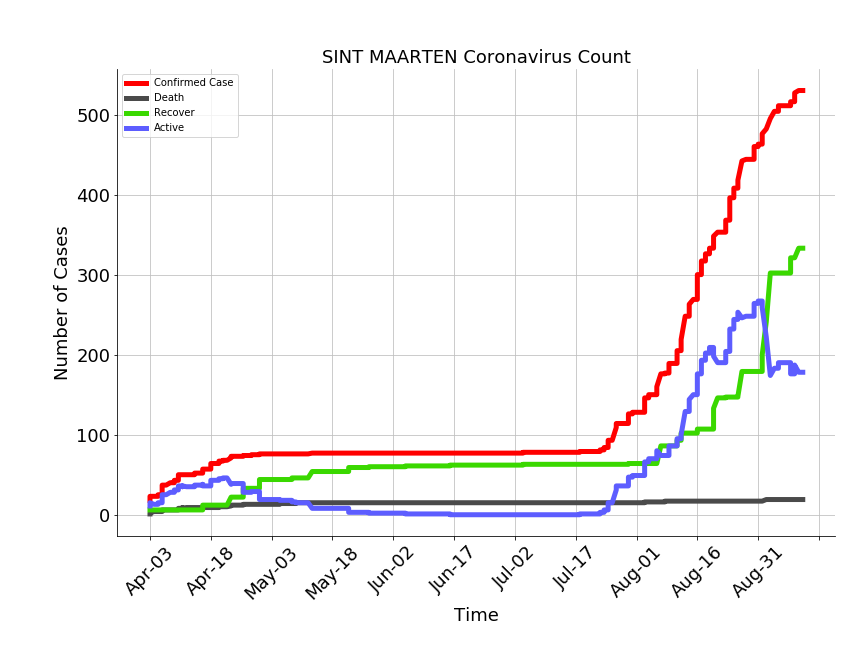 SINT MAARTEN Coronavirus Count
Confirmed Case
Death
Recover
Active
Number of Cases
500
400
300
200
100
0
Apr-03
Apr-18
May-03
May-18
Jun-02
Jun-17
Jul-02
Jul-17
Aug-01
Aug-16
Aug-31
Time